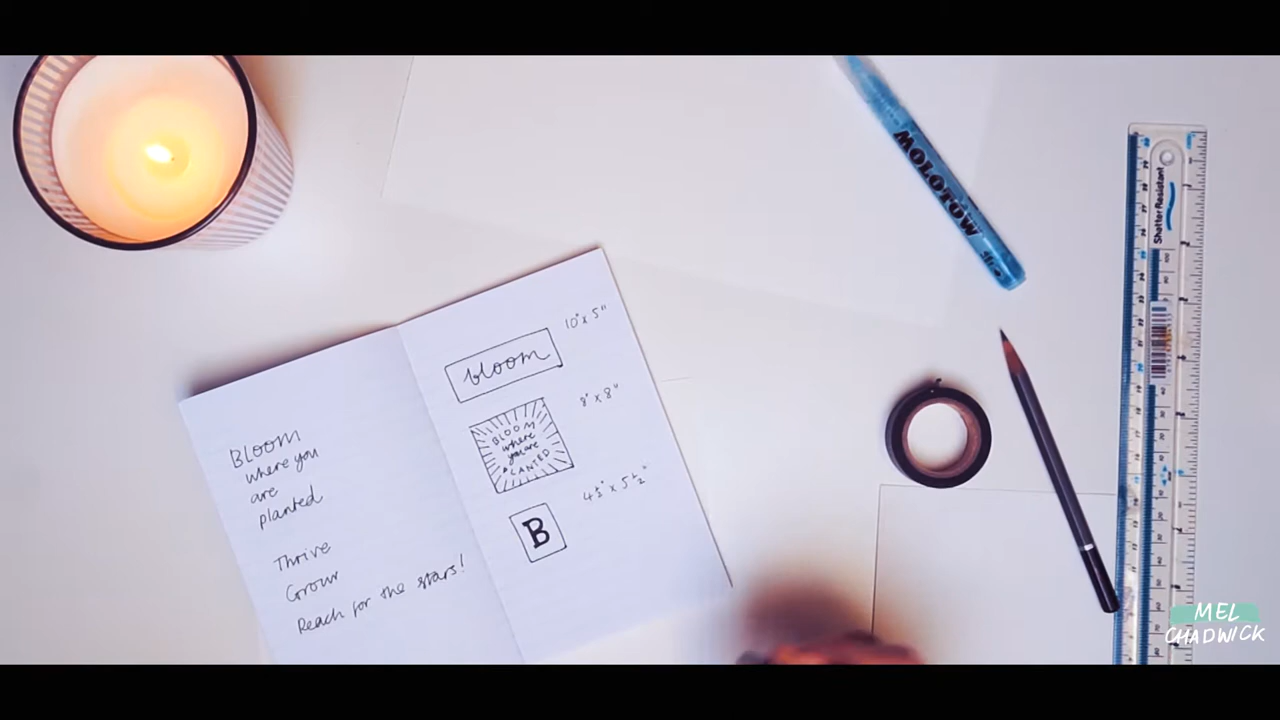 Bloom
where you
are
planted
Thrive
Grow
Reach for the stars!
10" x 5"
bloom
8" x 8"
BLOOM
where
you are
PLANTED
4½" x 5½"
B
MOLOTOW
Shatter Resistant
MEL
CHADWICK